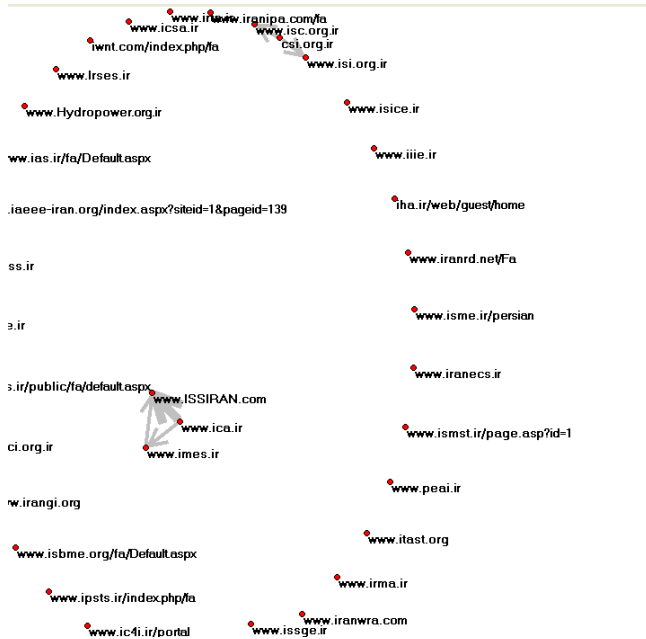 www.iranipa.com/fa
www.icsa.ir
www.isc.org.ir
iwnt.com/index.php/fa
csi.org.ir
www.isi.org.ir
www.lrses.ir
www.Hydropower.org.ir
www.isice.ir
www.iiie.ir
ww.ias.ir/fa/Default.aspx
iha.ir/web/guest/home
.iaeee-iran.org/index.aspx?siteid=1&pageid=139
www.iranrd.net/Fa
ss.ir
www.isme.ir/persian
e.ir
www.iranecs.ir
s.ir/public/fa/default.aspx
www.ISSIRAN.com
www.ica.ir
www.ismst.ir/page.asp?id=1
ci.org.ir
www.imes.ir
www.peai.ir
w.irangi.org
www.itast.org
www.isbme.org/fa/Default.aspx
www.irma.ir
www.ipsts.ir/index.php/fa
www.iranwra.com
www.ic4i.ir/portal
www.issge.ir